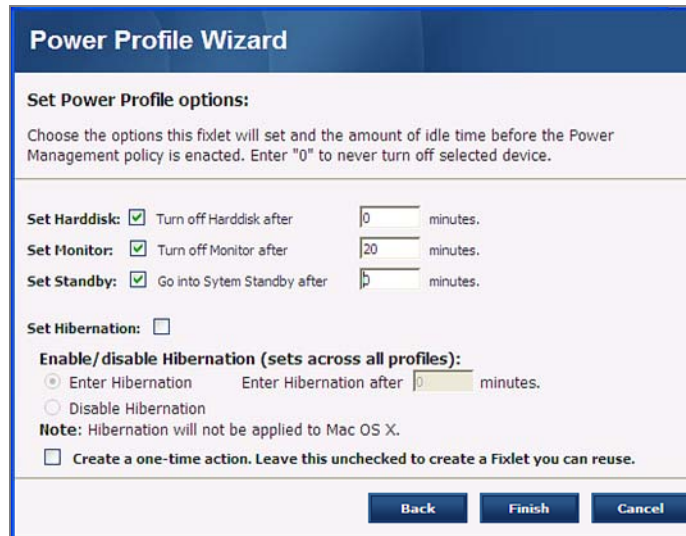 Power Profile Wizard
Set Power Profile options:
Choose the options this fixlet will set and the amount of idle time before the Power
Management policy is enacted. Enter "0" to never turn off selected device.
Set Harddisk: Turn off Harddisk after 0 minutes.
Set Monitor: Turn off Monitor after 20 minutes.
Set Standby: Go into Sytem Standby after 0 minutes.
Set Hibernation:
Enable/disable Hibernation (sets across all profiles):
Enter Hibernation Enter Hibernation after 0 minutes.
Disable Hibernation
Note: Hibernation will not be applied to Mac OS X.
Create a one-time action. Leave this unchecked to create a Fixlet you can reuse.
Back Finish Cancel